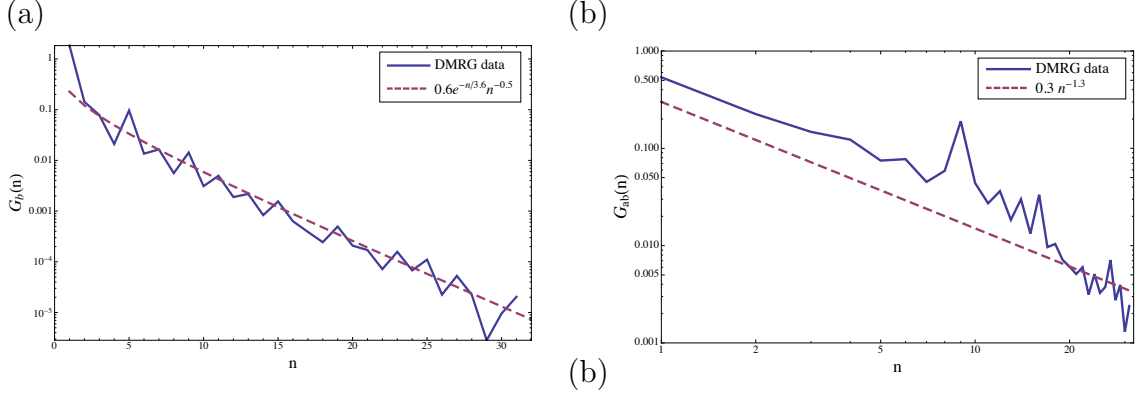 (a)
1
0.1
0.01
0.001
10⁻⁴
10⁻⁵
G_b(n)
DMRG data
0.6e^{-n/3.6} n^{-0.5}
0 5 10 15 20 25 30
n
(b)
1.000
0.500
0.100
0.050
0.010
0.005
0.001
G_{ab}(n)
DMRG data
0.3 n^{-1.3}
1 2 5 10 20
n
(b)